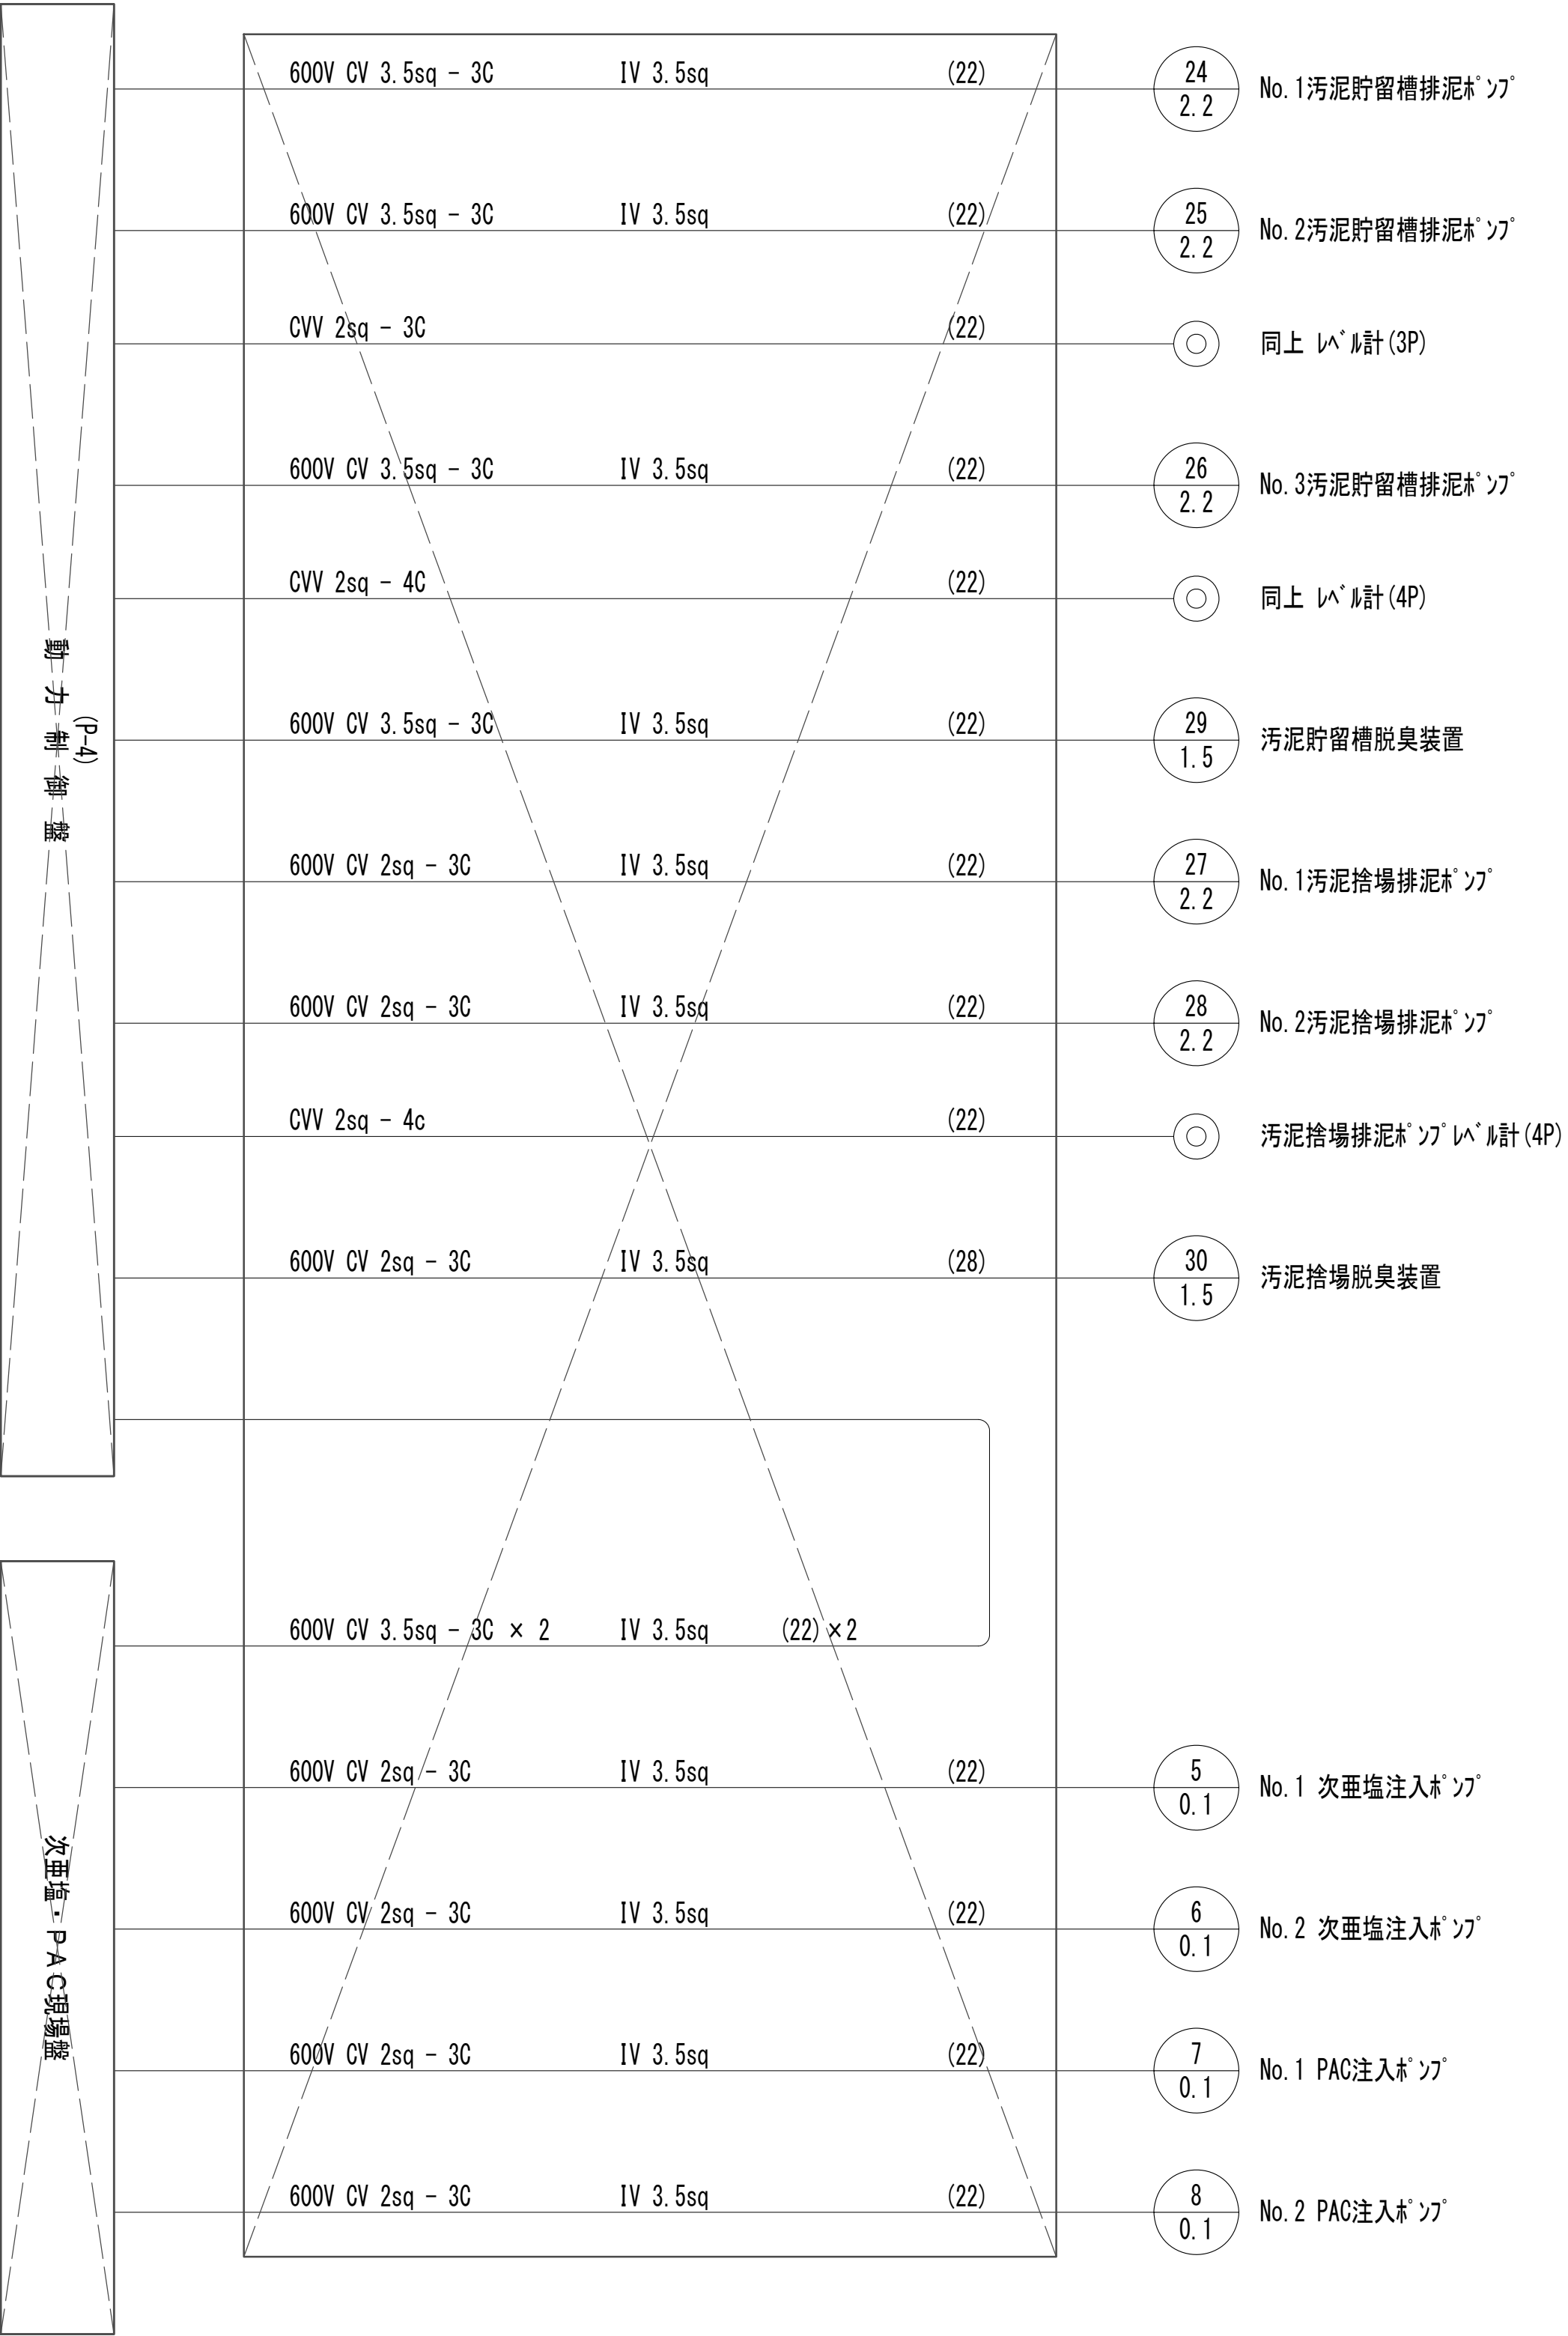 600V CV 3.5sq - 3C IV 3.5sq (22) 24 2.2 No.1汚泥貯留槽排泥ﾎﾟﾝﾌﾟ
600V CV 3.5sq - 3C IV 3.5sq (22) 25 2.2 No.2汚泥貯留槽排泥ﾎﾟﾝﾌﾟ
CVV 2sq - 3C (22) 同上 ﾚﾍﾞﾙ計(3P)
600V CV 3.5sq - 3C IV 3.5sq (22) 26 2.2 No.3汚泥貯留槽排泥ﾎﾟﾝﾌﾟ
CVV 2sq - 4C (22) 同上 ﾚﾍﾞﾙ計(4P)
動力制御盤
(P-4)
600V CV 3.5sq - 3C IV 3.5sq (22) 29 1.5 汚泥貯留槽脱臭装置
600V CV 2sq - 3C IV 3.5sq (22) 27 2.2 No.1汚泥捨場排泥ﾎﾟﾝﾌﾟ
600V CV 2sq - 3C IV 3.5sq (22) 28 2.2 No.2汚泥捨場排泥ﾎﾟﾝﾌﾟ
CVV 2sq - 4c (22) 汚泥捨場排泥ﾎﾟﾝﾌﾟﾚﾍﾞﾙ計(4P)
600V CV 2sq - 3C IV 3.5sq (28) 30 1.5 汚泥捨場脱臭装置
600V CV 3.5sq - 3C × 2 IV 3.5sq (22)×2
次亜塩・PAC現場盤
600V CV 2sq - 3C IV 3.5sq (22) 5 0.1 No.1 次亜塩注入ﾎﾟﾝﾌﾟ
600V CV 2sq - 3C IV 3.5sq (22) 6 0.1 No.2 次亜塩注入ﾎﾟﾝﾌﾟ
600V CV 2sq - 3C IV 3.5sq (22) 7 0.1 No.1 PAC注入ﾎﾟﾝﾌﾟ
600V CV 2sq - 3C IV 3.5sq (22) 8 0.1 No.2 PAC注入ﾎﾟﾝﾌﾟ